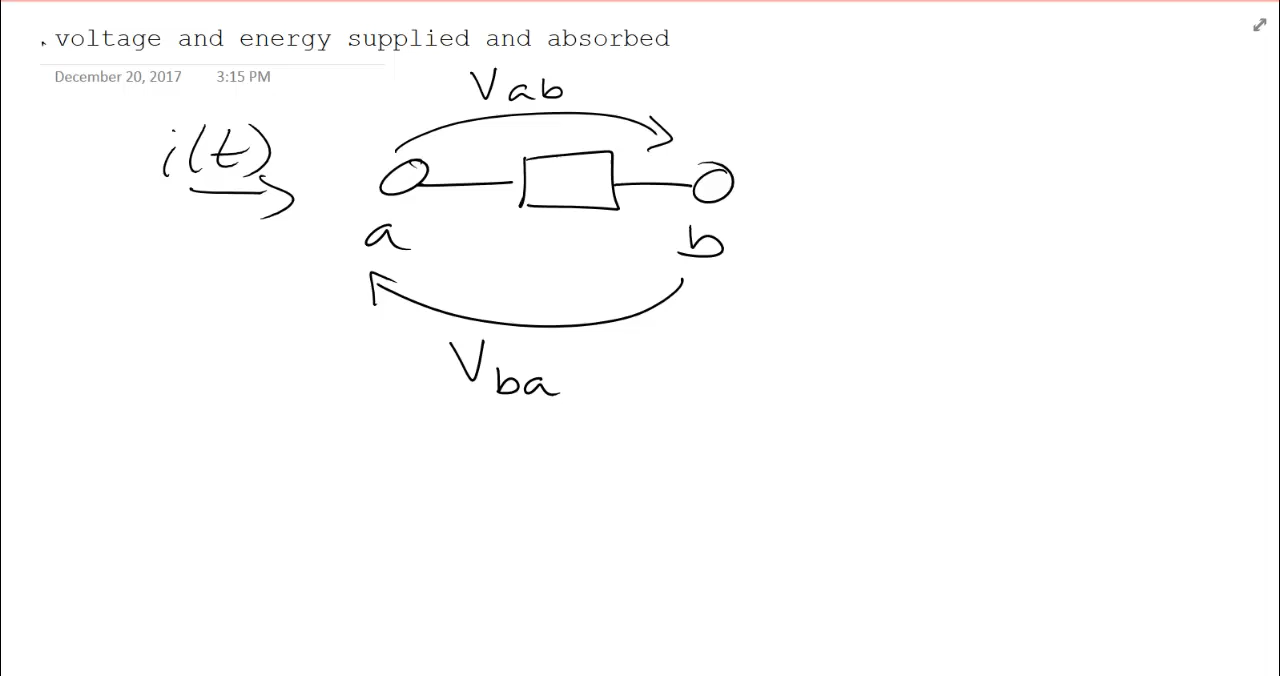 voltage and energy supplied and absorbed
December 20, 2017 3:15 PM
Vab
i(t)
a
b
Vba